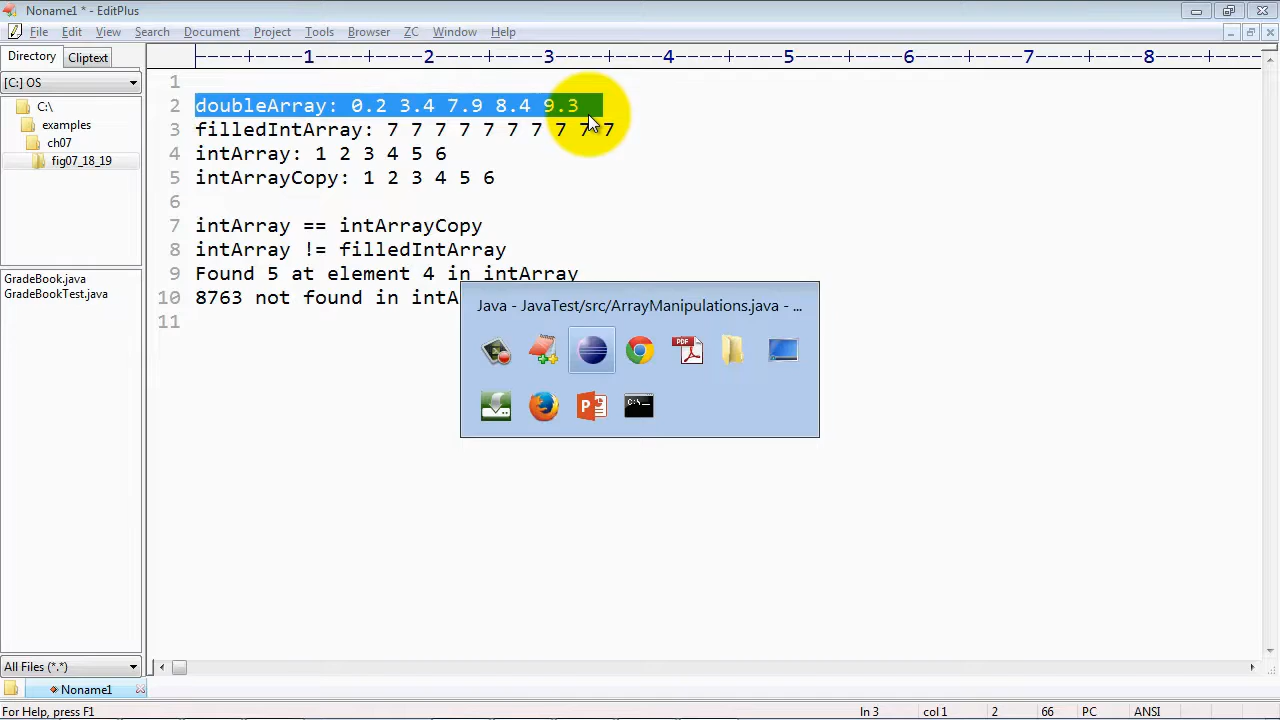 Noname1 * - EditPlus
File Edit View Search Document Project Tools Browser ZC Window Help
Directory Cliptext
[C:] OS
C:\
examples
ch07
fig07_18_19
GradeBook.java
GradeBookTest.java
All Files (*.*)
----+----1----+----2----+----3----+----4----+----5----+----6----+----7----+----8----+--
1
2 doubleArray: 0.2 3.4 7.9 8.4 9.3
3 filledIntArray: 7 7 7 7 7 7 7 7 7 7
4 intArray: 1 2 3 4 5 6
5 intArrayCopy: 1 2 3 4 5 6
6
7 intArray == intArrayCopy
8 intArray != filledIntArray
9 Found 5 at element 4 in intArray
10 8763 not found in intA
11
Java - JavaTest/src/ArrayManipulations.java - ...
PDF
P
C:\_
Noname1
For Help, press F1 ln 3 col 1 2 66 PC ANSI